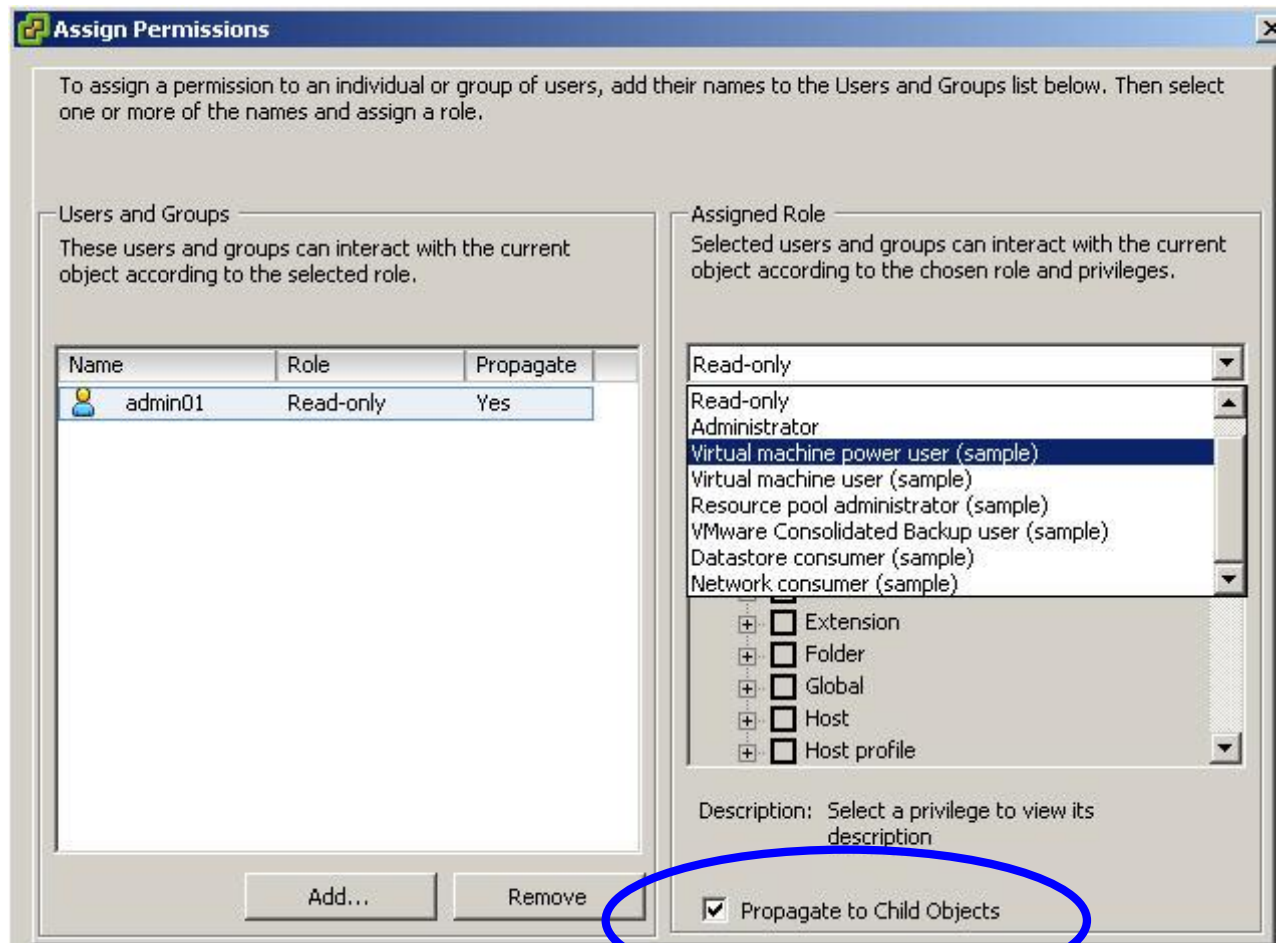 Assign Permissions
To assign a permission to an individual or group of users, add their names to the Users and Groups list below. Then select
one or more of the names and assign a role.
Users and Groups
These users and groups can interact with the current
object according to the selected role.
Name Role Propagate
admin01 Read-only Yes
Add... Remove
Assigned Role
Selected users and groups can interact with the current
object according to the chosen role and privileges.
Read-only
Read-only
Administrator
Virtual machine power user (sample)
Virtual machine user (sample)
Resource pool administrator (sample)
VMware Consolidated Backup user (sample)
Datastore consumer (sample)
Network consumer (sample)
Extension
Folder
Global
Host
Host profile
Description: Select a privilege to view its
description
Propagate to Child Objects